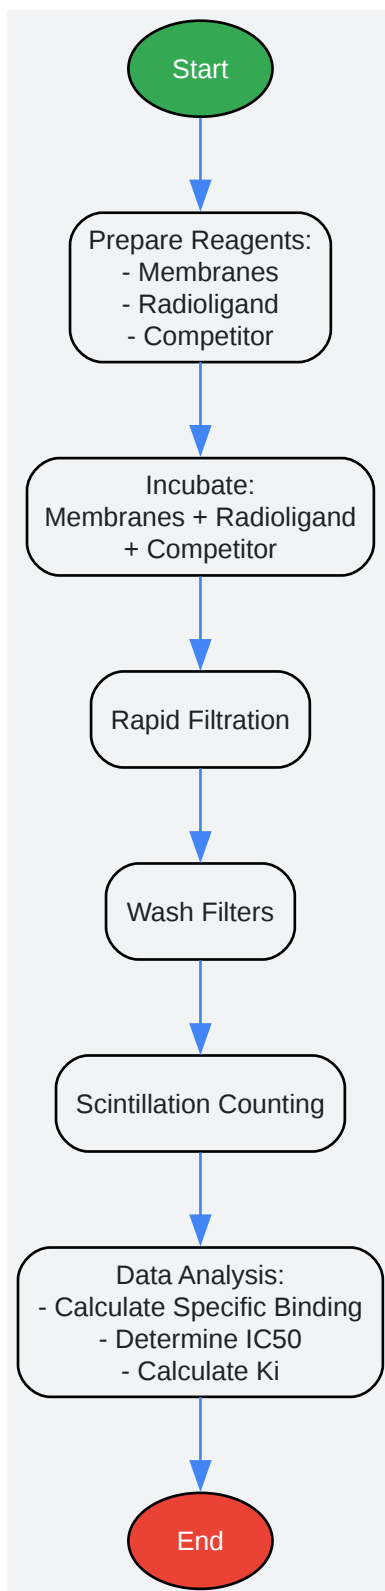 Start
Prepare Reagents:
- Membranes
- Radioligand
- Competitor
Incubate:
Membranes + Radioligand
+ Competitor
Rapid Filtration
Wash Filters
Scintillation Counting
Data Analysis:
- Calculate Specific Binding
- Determine IC50
- Calculate Ki
End